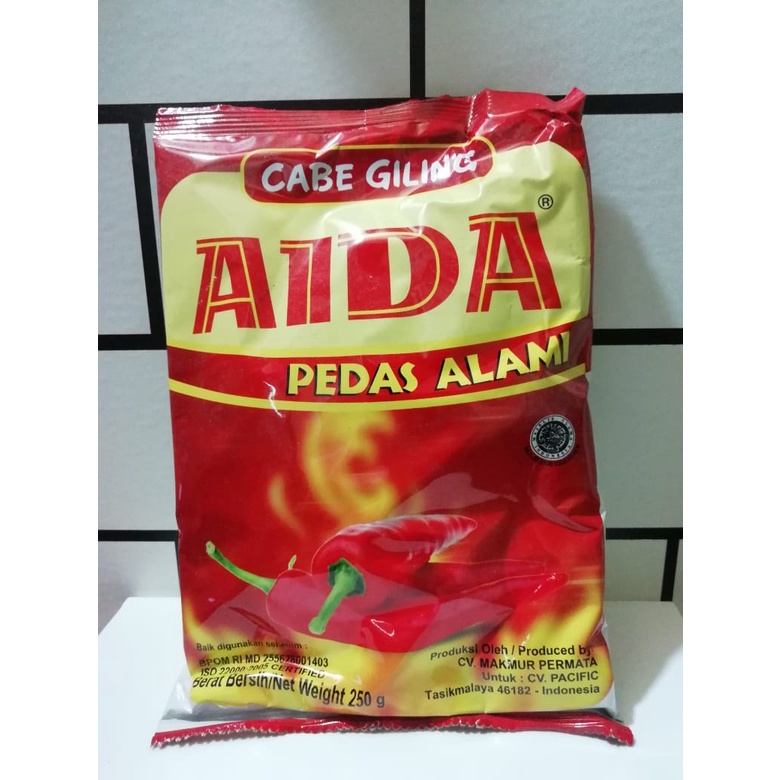 CABE GILING
AIDA ®
PEDAS ALAMI
Baik digunakan sebelum :
BPOM RI MD 255628001403
ISO 22000:2005 CERTIFIED
Berat Bersih/Net Weight 250 g
Produksi Oleh / Produced by:
CV. MAKMUR PERMATA
Untuk : CV. PACIFIC
Tasikmalaya 46182 - Indonesia